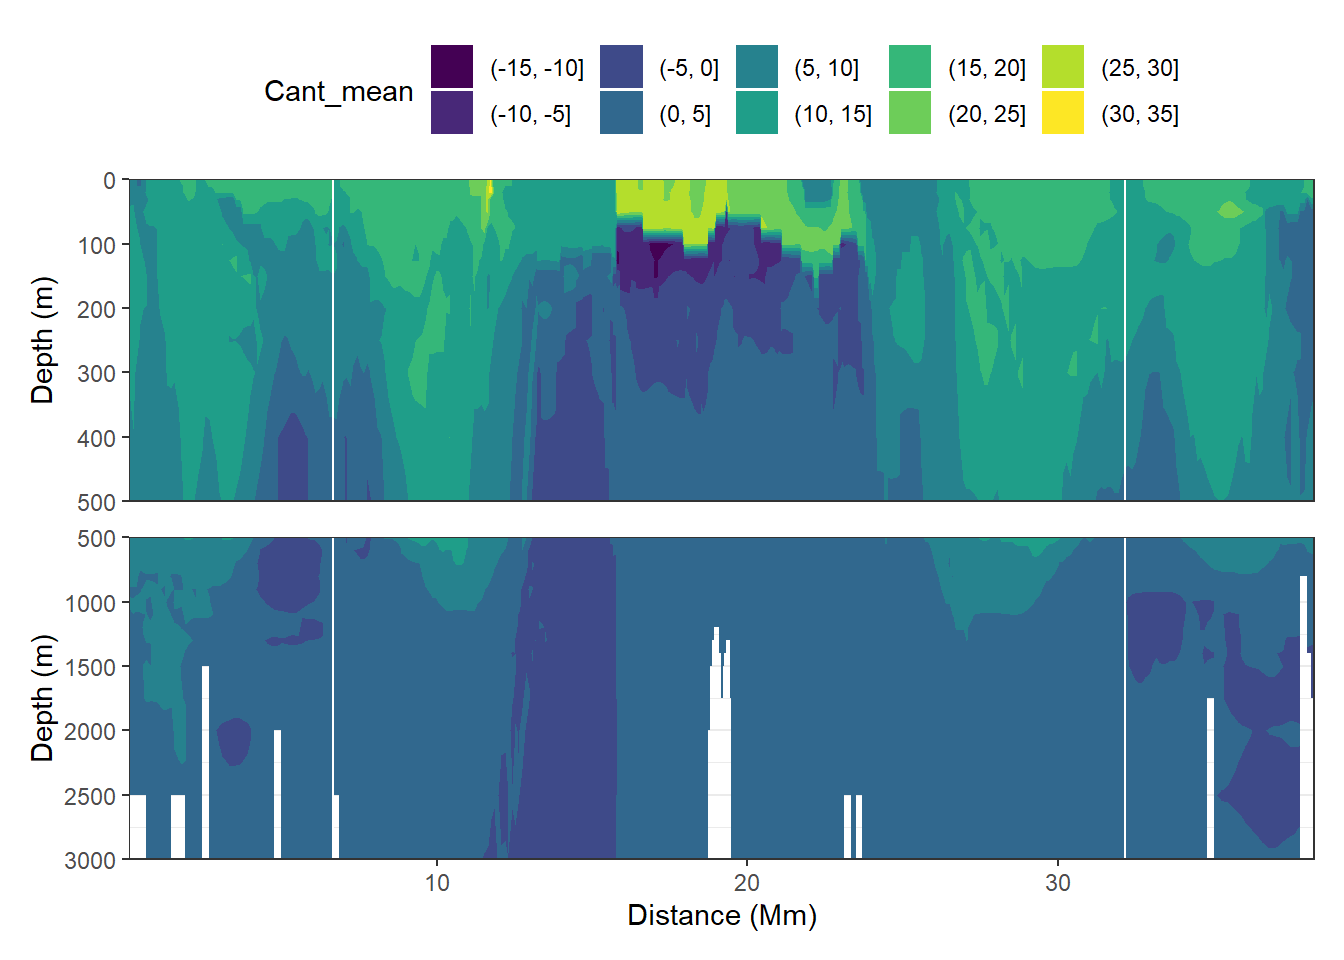 Cant_mean
(-15, -10] (-5, 0] (5, 10] (15, 20] (25, 30]
(-10, -5] (0, 5] (10, 15] (20, 25] (30, 35]
0
100
200
300
400
500
Depth (m)
500
1000
1500
2000
2500
3000
Depth (m)
10 20 30
Distance (Mm)